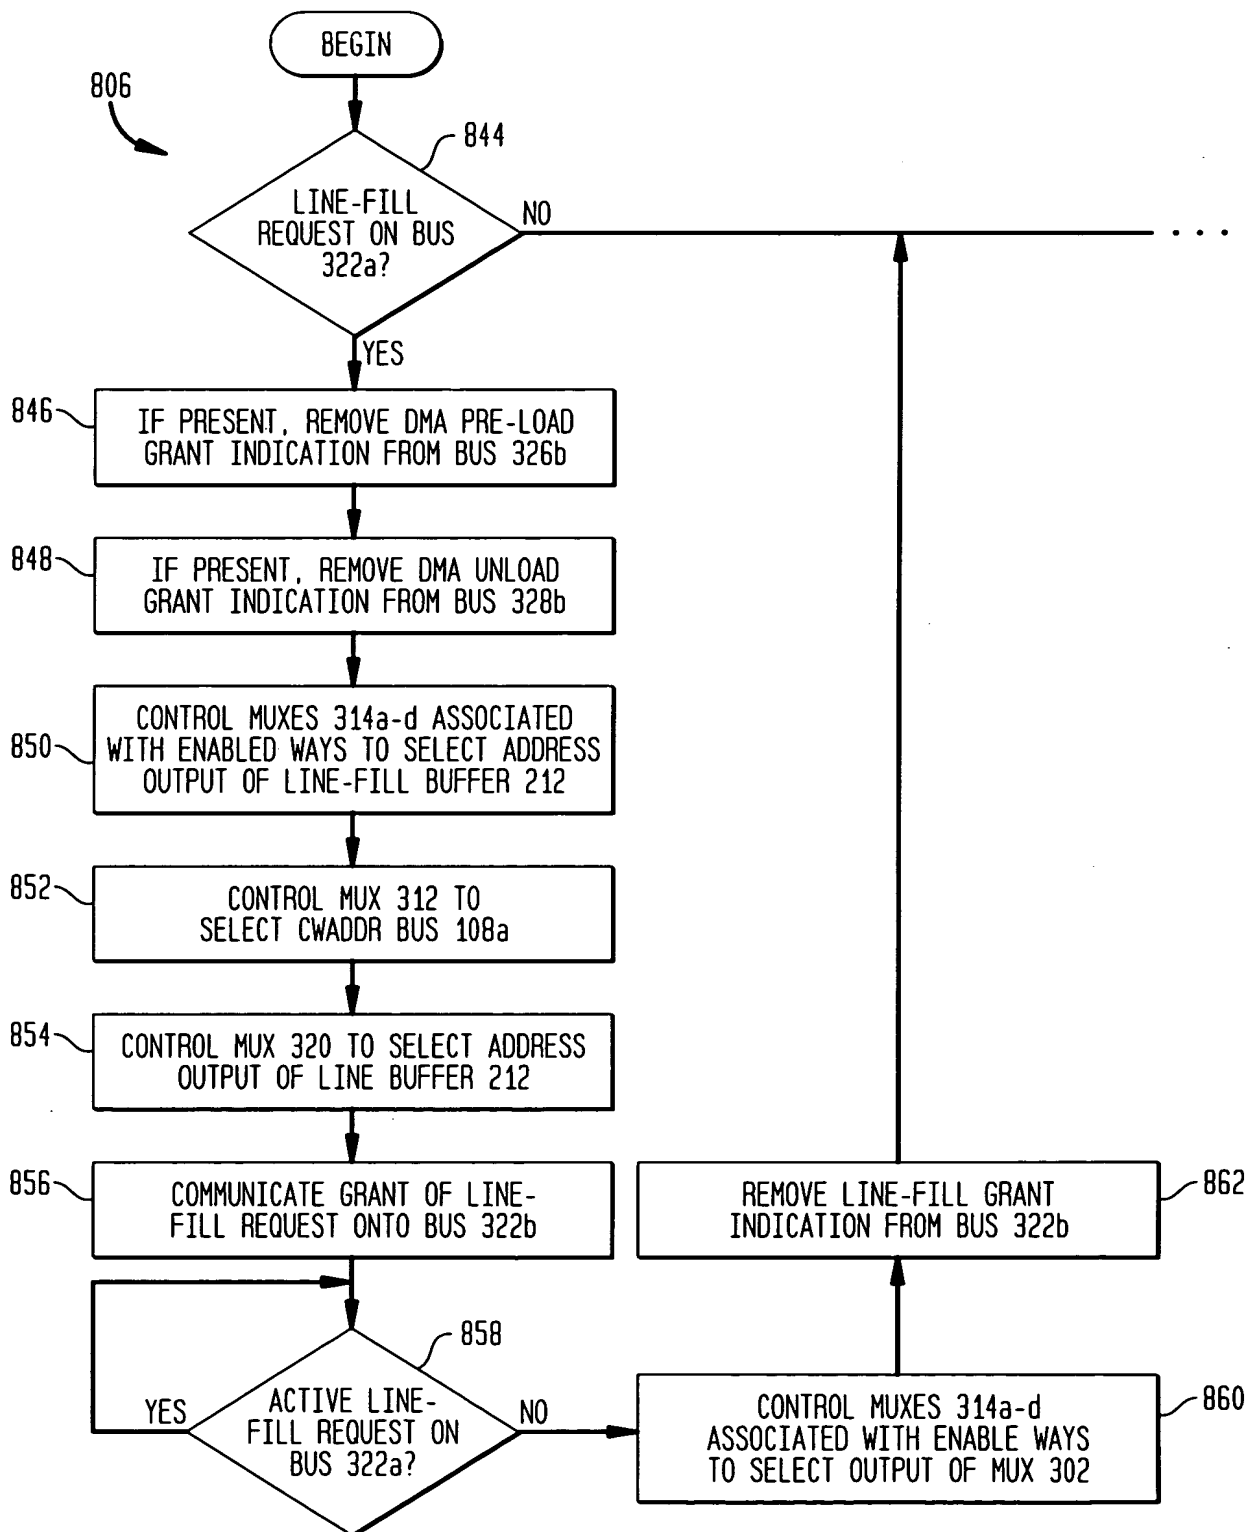 BEGIN
806
844
LINE-FILL
REQUEST ON BUS
322a?
NO
. . . .
YES
846
IF PRESENT, REMOVE DMA PRE-LOAD
GRANT INDICATION FROM BUS 326b
848
IF PRESENT, REMOVE DMA UNLOAD
GRANT INDICATION FROM BUS 328b
850
CONTROL MUXES 314a-d ASSOCIATED
WITH ENABLED WAYS TO SELECT ADDRESS
OUTPUT OF LINE-FILL BUFFER 212
852
CONTROL MUX 312 TO
SELECT CWADDR BUS 108a
854
CONTROL MUX 320 TO SELECT ADDRESS
OUTPUT OF LINE BUFFER 212
856
COMMUNICATE GRANT OF LINE-
FILL REQUEST ONTO BUS 322b
862
REMOVE LINE-FILL GRANT
INDICATION FROM BUS 322b
858
YES
ACTIVE LINE-
FILL REQUEST ON
BUS 322a?
NO
860
CONTROL MUXES 314a-d
ASSOCIATED WITH ENABLE WAYS
TO SELECT OUTPUT OF MUX 302